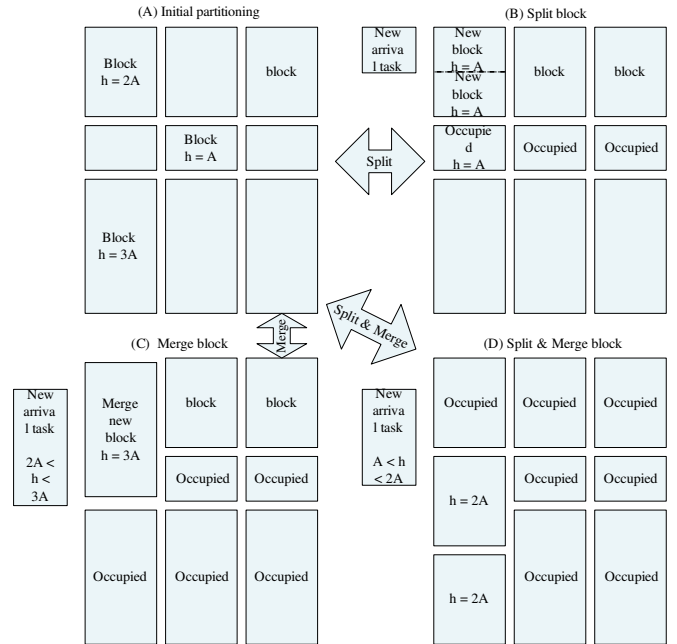 (A) Initial partitioning
Block
h = 2A
block
Block
h = A
Block
h = 3A
(B) Split block
New
arriva
l task
New
block
h = A
New
block
h = A
block
block
Occupie
d
h = A
Occupied
Occupied
Split
Merge
Split & Merge
(C) Merge block
New
arriva
l task
2A <
h <
3A
Merge
new
block
h = 3A
block
block
Occupied
Occupied
Occupied
Occupied
Occupied
(D) Split & Merge block
New
arriva
l task
A < h
< 2A
Occupied
Occupied
Occupied
h = 2A
Occupied
Occupied
h = 2A
Occupied
Occupied